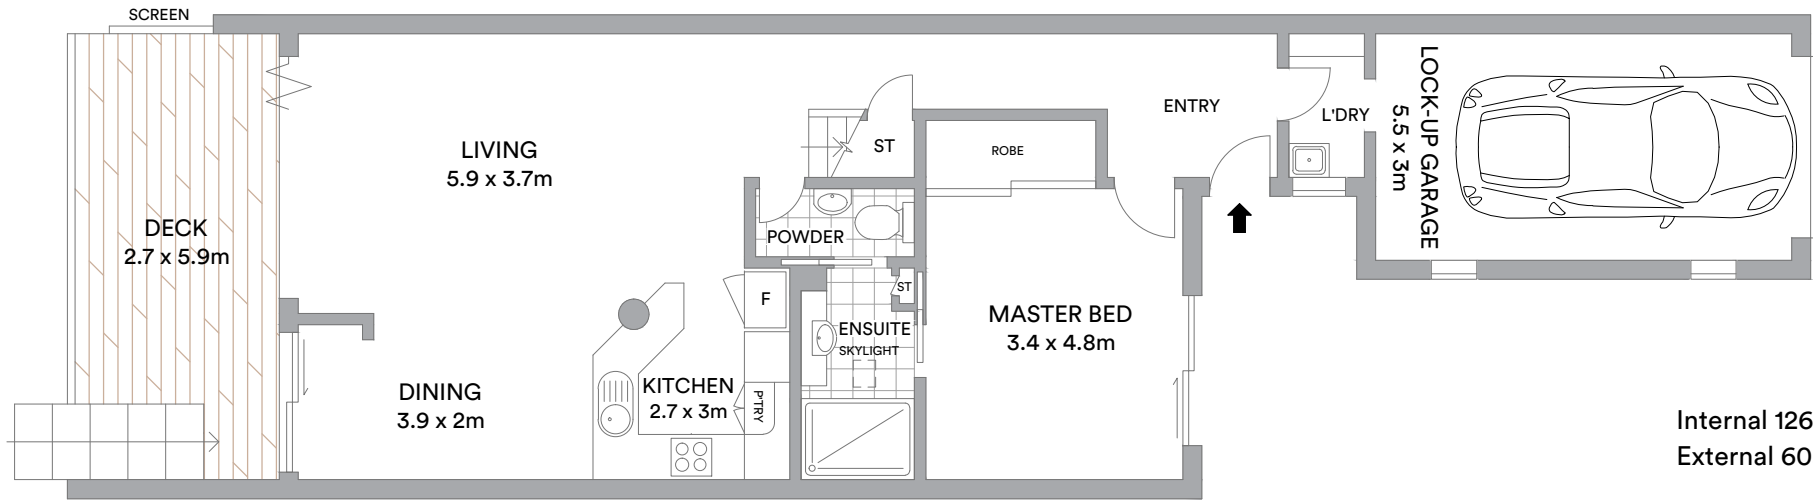 SCREEN
LIVING
5.9 x 3.7m
DECK
2.7 x 5.9m
DINING
3.9 x 2m
KITCHEN
2.7 x 3m
P'TRY
F
POWDER
ENSUITE
SKYLIGHT
ST
ST
ROBE
MASTER BED
3.4 x 4.8m
ENTRY
L'DRY
LOCK-UP GARAGE
5.5 x 3m
Internal 126
External 60